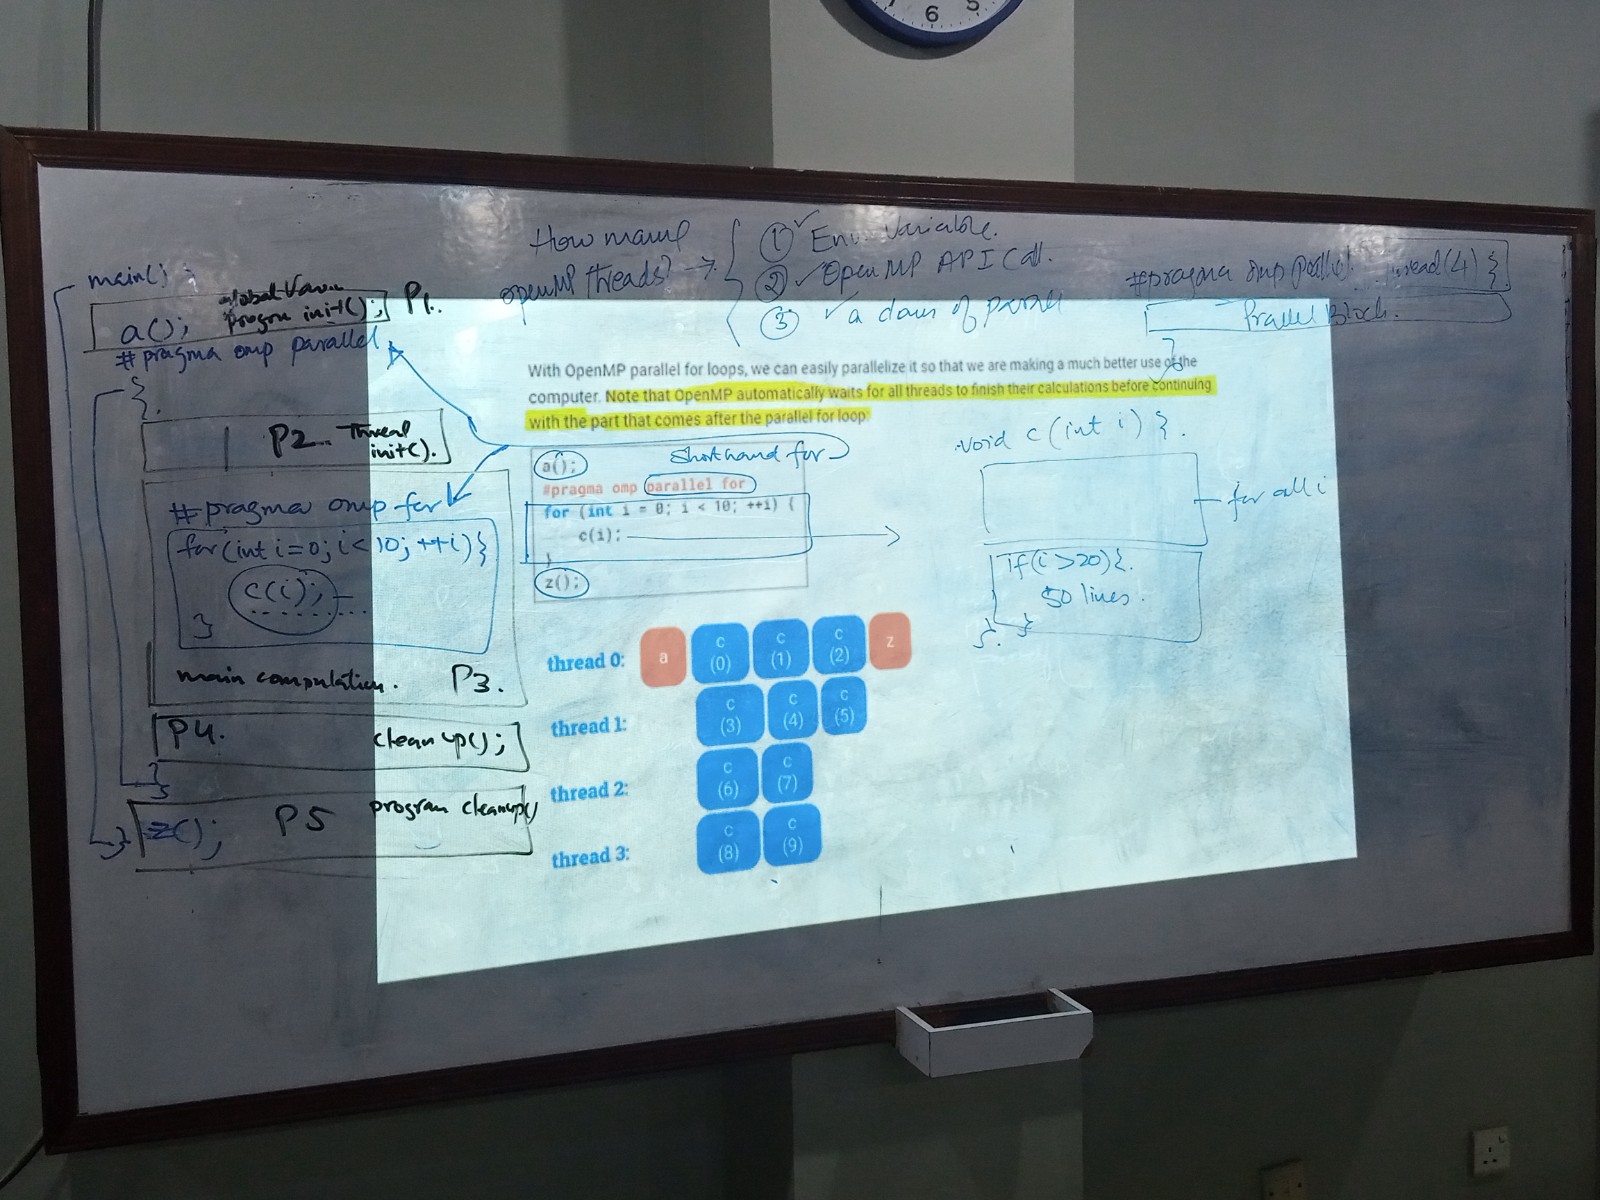 6 5
How many
openMP threads? →
① ✓ Env. Variable.
② ✓ OpenMP API Call.
③ ✓ a claus of
#pragma omp parallel thread(4) {
Parallel Block.
}
main() {
global Var
program init(); P1.
a();
#pragma omp parallel
{
P2. Thread
init().
#pragma omp for
for(int i=0; i<10; ++i){
c(i);
}
main compulation. P3.
P4. clean up();
}
z(); P5 program cleanup()
}
With OpenMP parallel for loops, we can easily parallelize it so that we are making a much better use of the
computer. Note that OpenMP automatically waits for all threads to finish their calculations before continuing
with the part that comes after the parallel for loop:
Shorthand for
a();
#pragma omp parallel for
for (int i = 0; i < 10; ++i) {
c(i);
}
z();
void c(int i) {.
for all i
if(i>20){.
50 lines.
}
}.
thread 0: a c (0) c (1) c (2) z
thread 1: c (3) c (4) c (5)
thread 2: c (6) c (7)
thread 3: c (8) c (9)